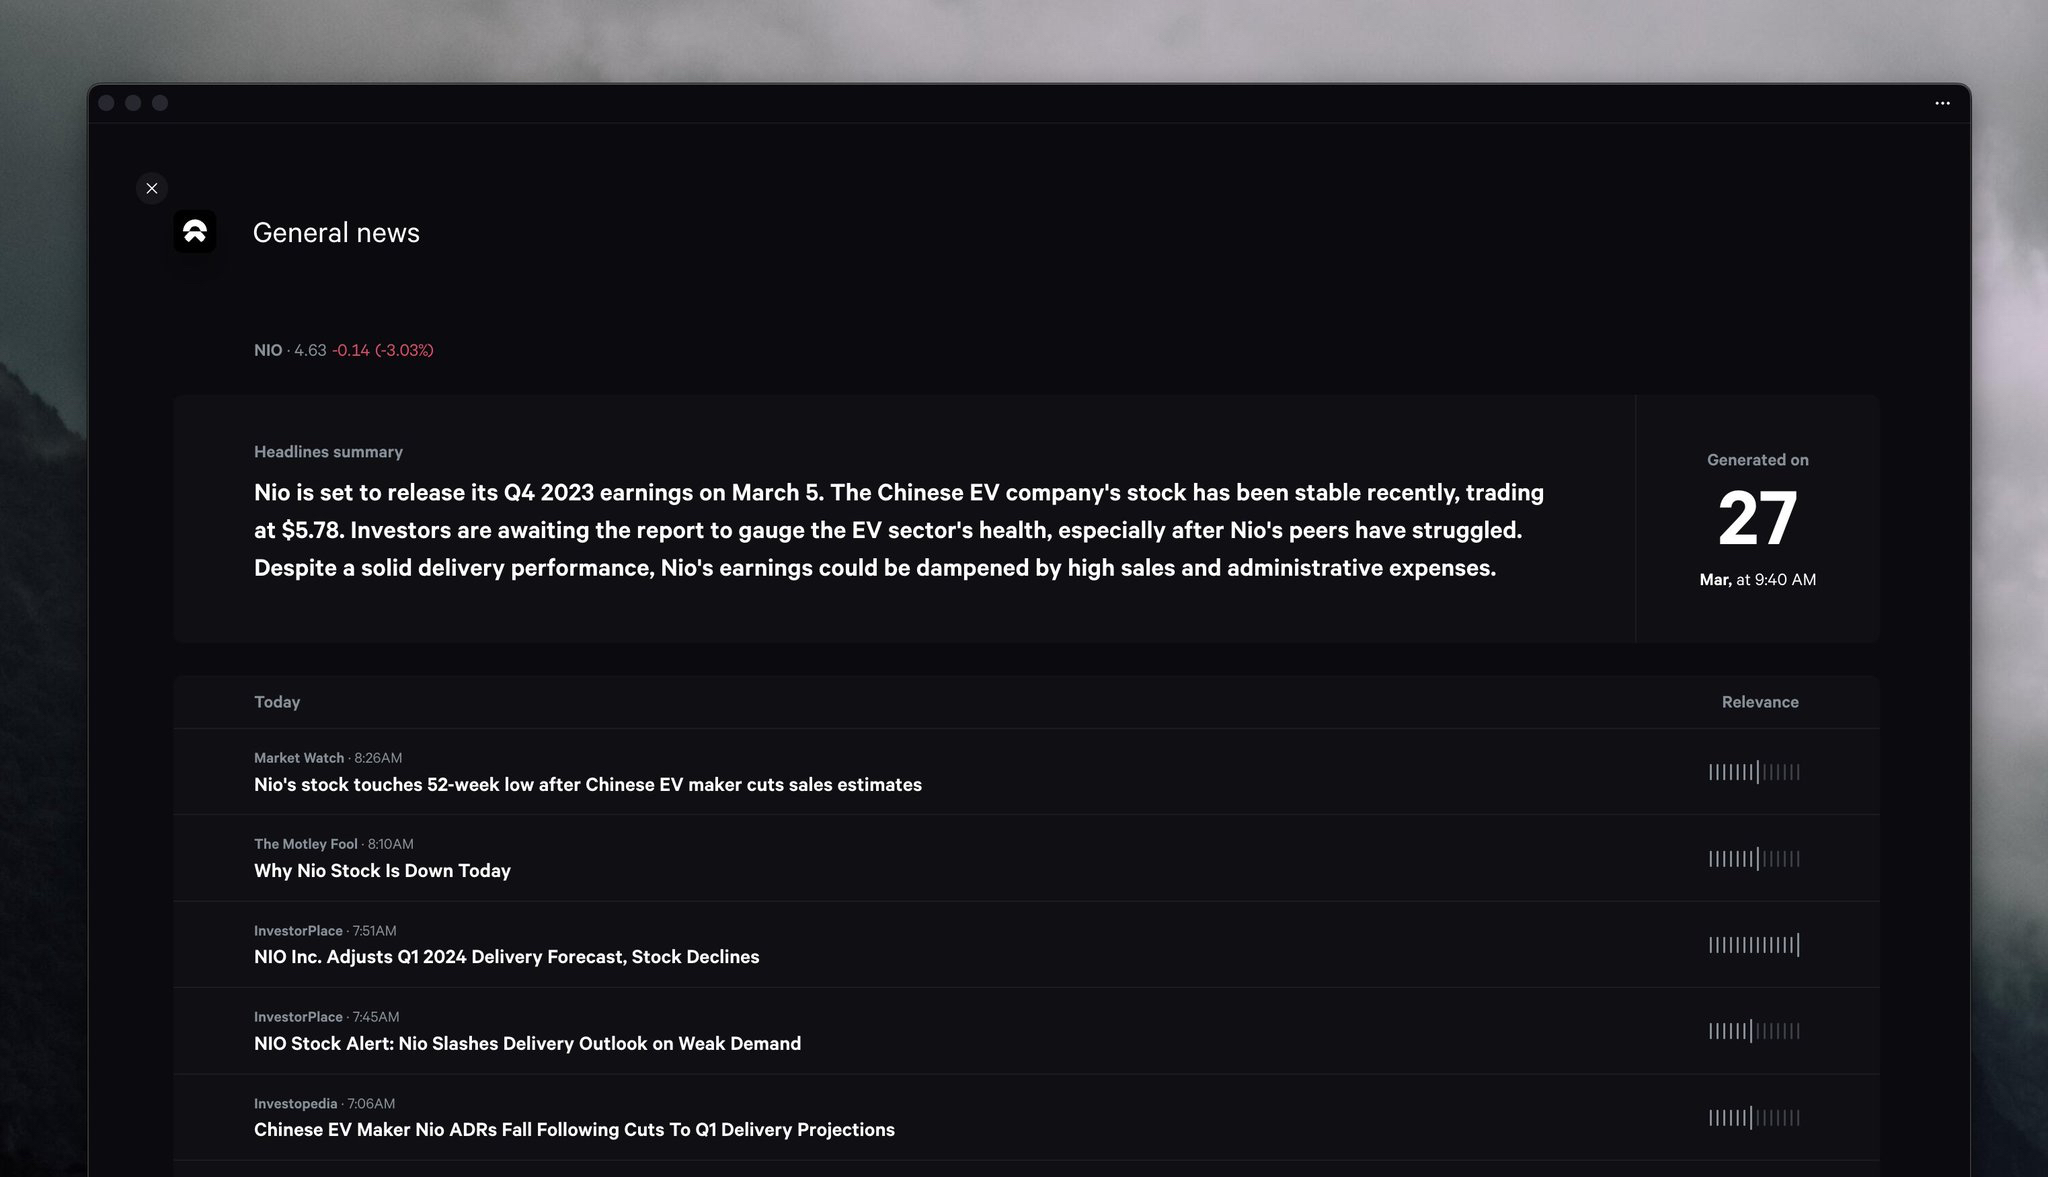 General news
NIO · 4.63 -0.14 (-3.03%)
Headlines summary
Nio is set to release its Q4 2023 earnings on March 5. The Chinese EV company's stock has been stable recently, trading
at $5.78. Investors are awaiting the report to gauge the EV sector's health, especially after Nio's peers have struggled.
Despite a solid delivery performance, Nio's earnings could be dampened by high sales and administrative expenses.
Generated on
27
Mar, at 9:40 AM
Today
Relevance
Market Watch · 8:26AM
Nio's stock touches 52-week low after Chinese EV maker cuts sales estimates
The Motley Fool · 8:10AM
Why Nio Stock Is Down Today
InvestorPlace · 7:51AM
NIO Inc. Adjusts Q1 2024 Delivery Forecast, Stock Declines
InvestorPlace · 7:45AM
NIO Stock Alert: Nio Slashes Delivery Outlook on Weak Demand
Investopedia · 7:06AM
Chinese EV Maker Nio ADRs Fall Following Cuts To Q1 Delivery Projections